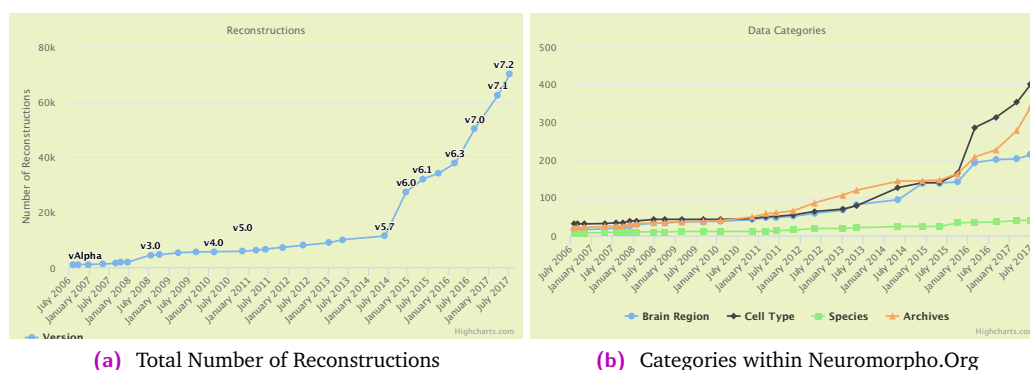 Reconstructions
80k
60k
40k
20k
0
Number of Reconstructions
vAlpha
v3.0
v4.0
v5.0
v5.7
v6.0
v6.1
v6.3
v7.0
v7.1
v7.2
July 2006
January 2007
July 2007
January 2008
July 2008
January 2009
July 2009
January 2010
July 2010
January 2011
July 2011
January 2012
July 2012
January 2013
July 2013
January 2014
July 2014
January 2015
July 2015
January 2016
July 2016
January 2017
July 2017
Version
Highcharts.com
(a) Total Number of Reconstructions
Data Categories
500
400
300
200
100
0
July 2006
January 2007
July 2007
January 2008
July 2008
January 2009
July 2009
January 2010
July 2010
January 2011
July 2011
January 2012
July 2012
January 2013
July 2013
January 2014
July 2014
January 2015
July 2015
January 2016
July 2016
January 2017
July 2017
Brain Region Cell Type Species Archives
Highcharts.com
(b) Categories within Neuromorpho.Org